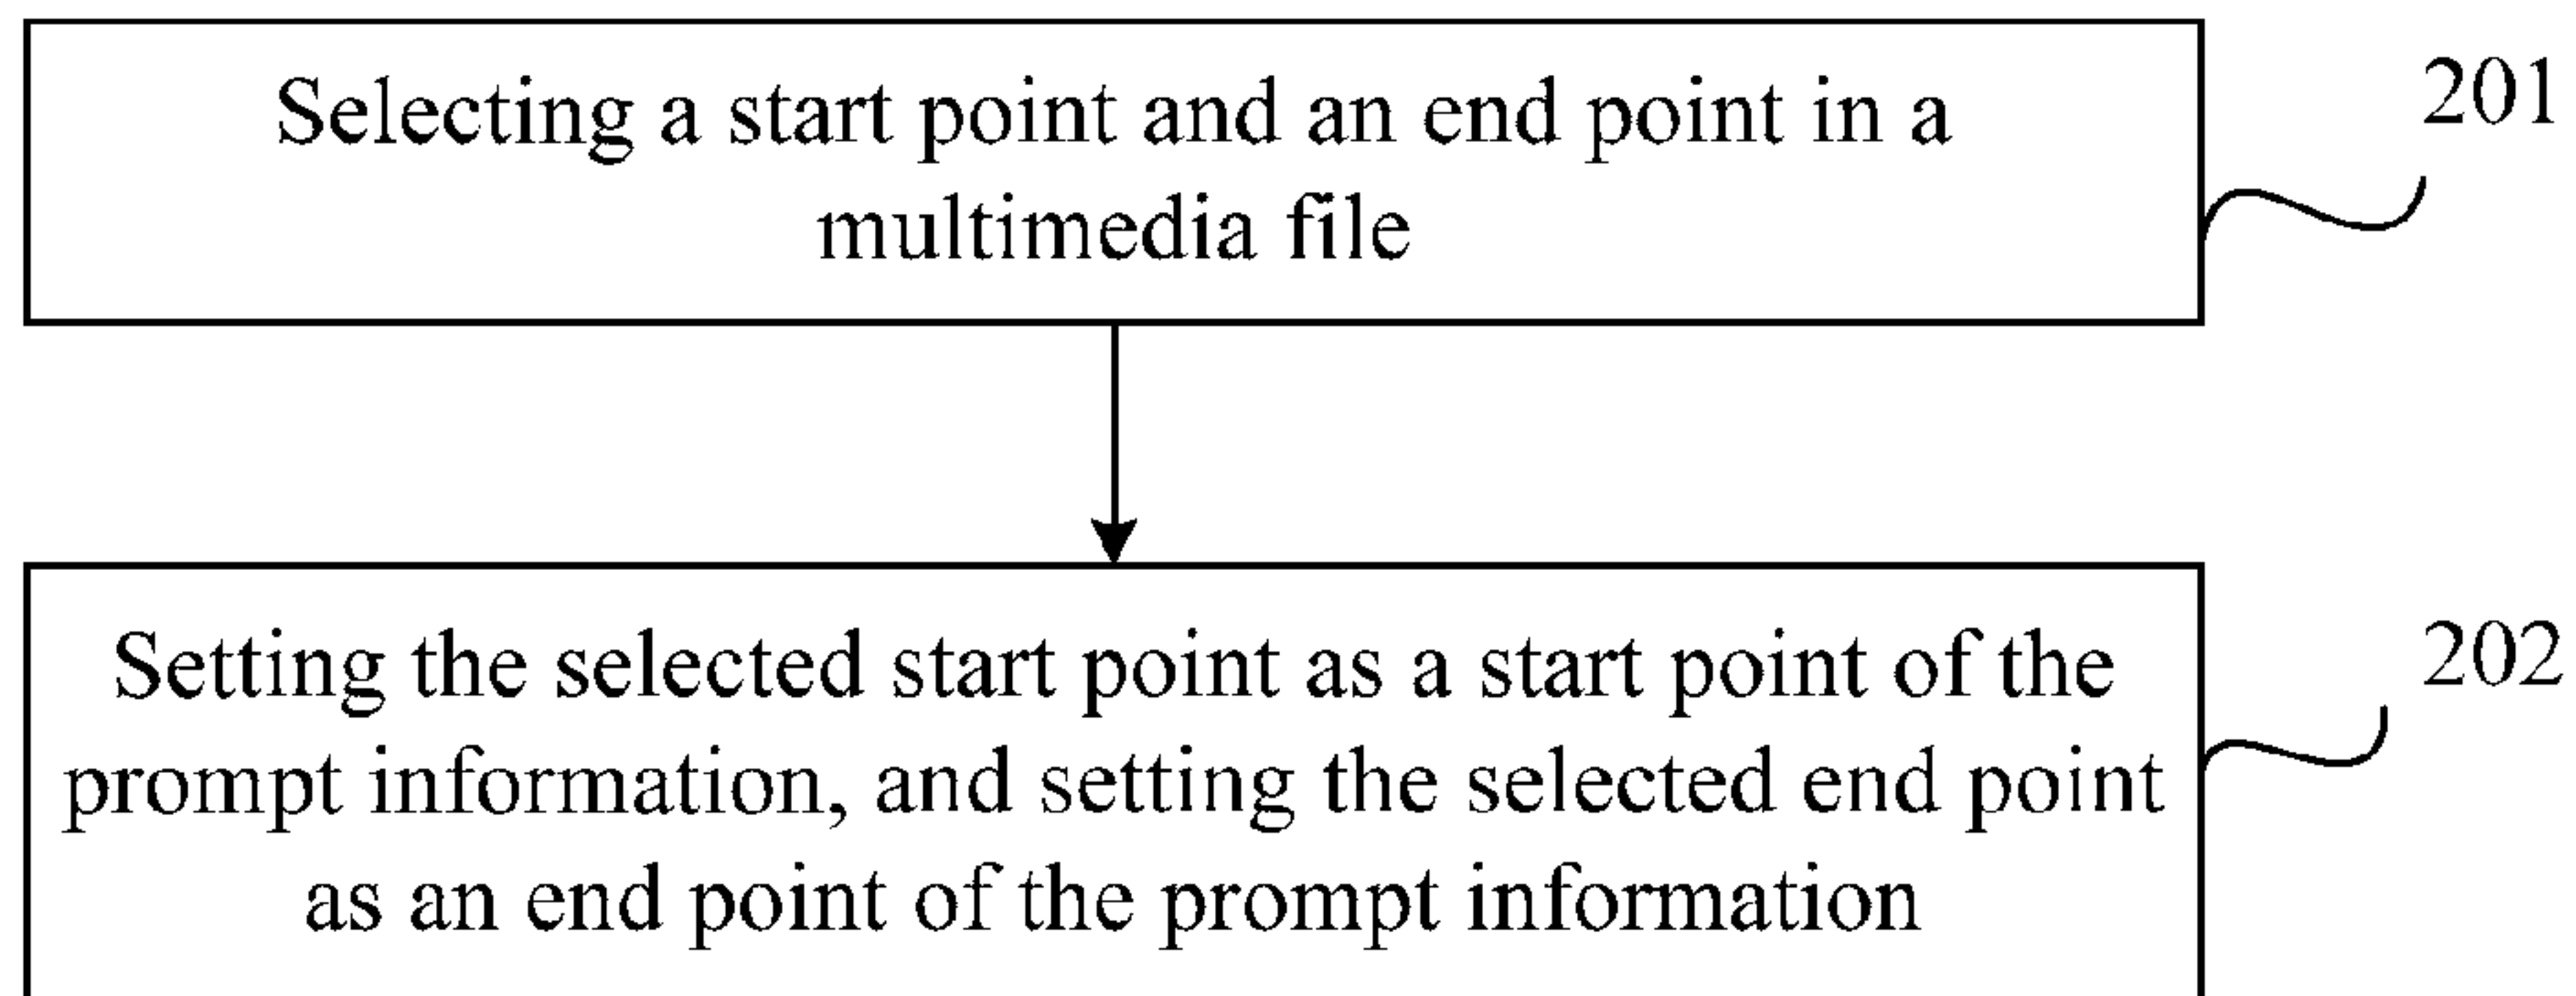 Selecting a start point and an end point in a
multimedia file
201
Setting the selected start point as a start point of the
prompt information, and setting the selected end point
as an end point of the prompt information
202